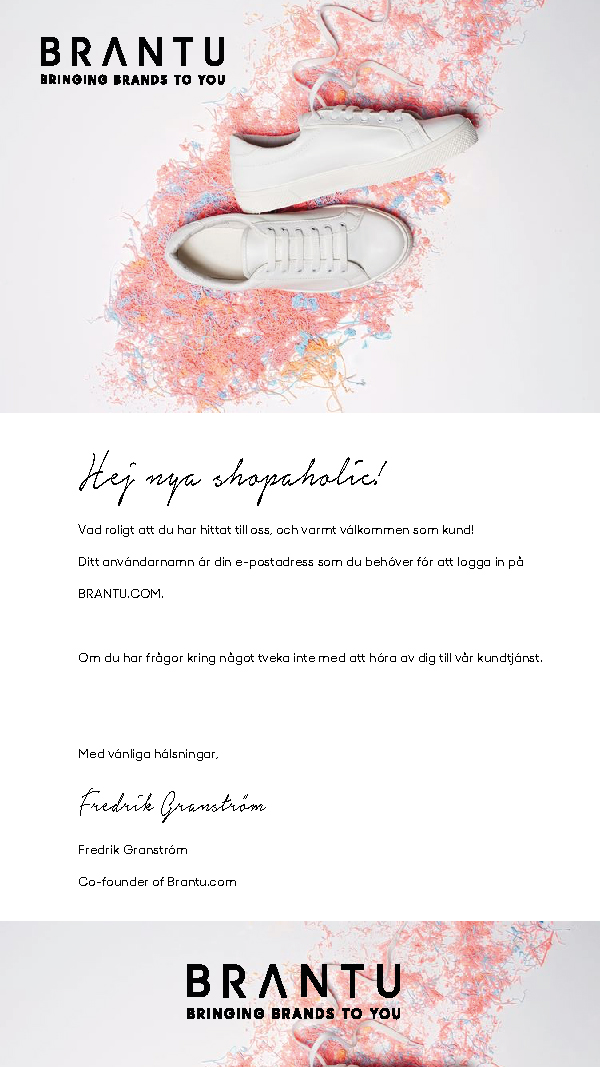 BRANTU
BRINGING BRANDS TO YOU
Hej nya shopaholic!
Vad roligt att du har hittat till oss, och varmt välkommen som kund!
Ditt användarnamn är din e-postadress som du behöver för att logga in på
BRANTU.COM.
Om du har frågor kring något tveka inte med att höra av dig till vår kundtjänst.
Med vänliga hälsningar,
Fredrik Granström
Fredrik Granström
Co-founder of Brantu.com
BRANTU
BRINGING BRANDS TO YOU